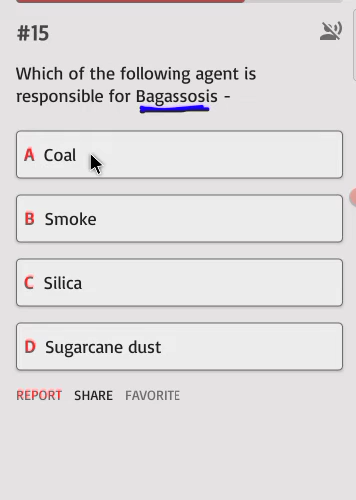 #15
Which of the following agent is
responsible for Bagassosis -
A Coal
B Smoke
C Silica
D Sugarcane dust
REPORT SHARE FAVORITE